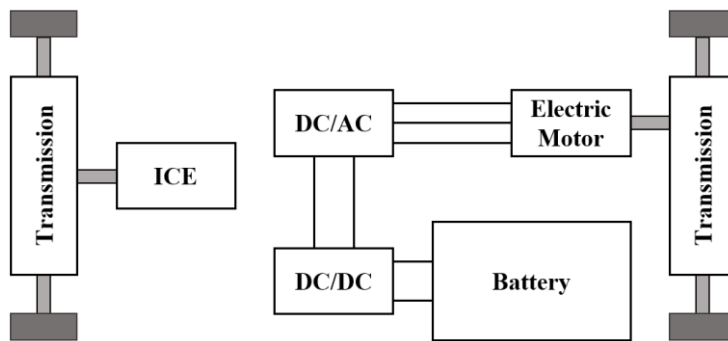 Transmission
ICE
DC/AC
Electric
Motor
DC/DC
Battery
Transmission